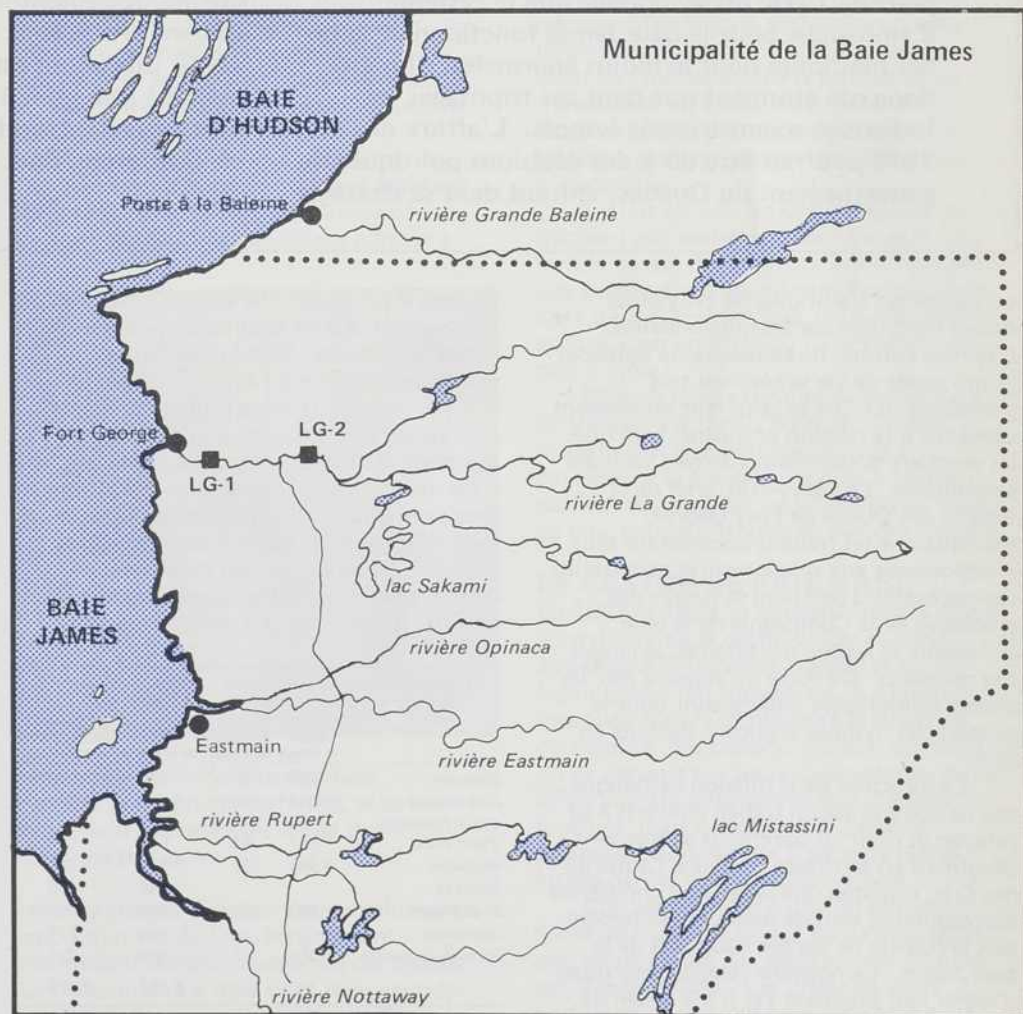 Municipalité de la Baie James
BAIE
D'HUDSON
Poste à la Baleine
rivière Grande Baleine
Fort George
LG-2
LG-1
rivière La Grande
lac Sakami
BAIE
JAMES
rivière Opinaca
Eastmain
rivière Eastmain
rivière Rupert
lac Mistassini
rivière Nottaway